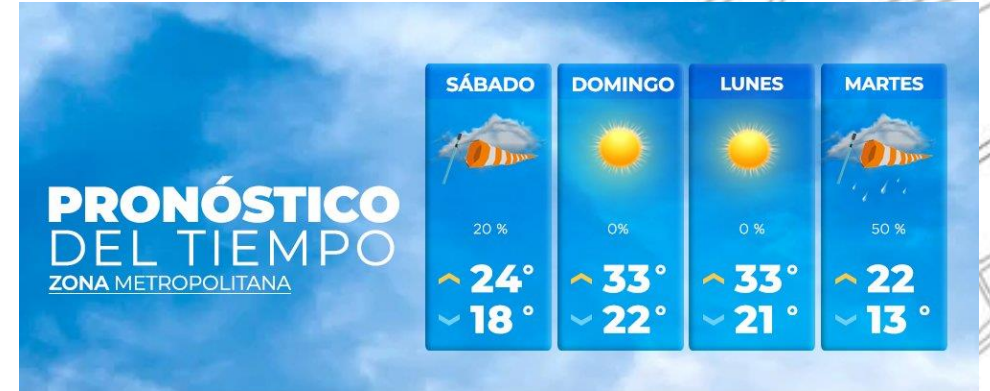 PRONÓSTICO
DEL TIEMPO
ZONA METROPOLITANA
SÁBADO
20 %
24°
18 °
DOMINGO
0%
33°
22°
LUNES
0 %
33°
21 °
MARTES
50 %
22
13 °